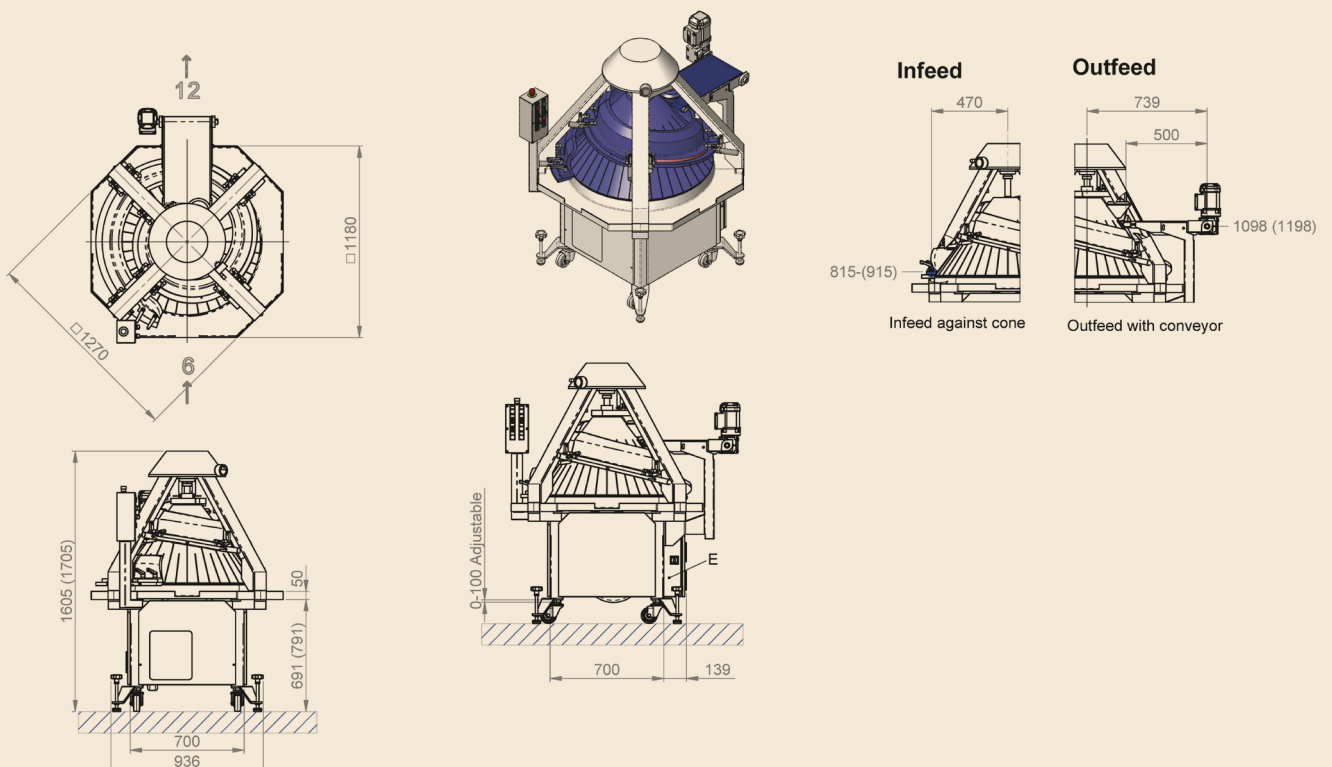 12
□1180
□1270
6
Infeed
Outfeed
470
739
500
1098 (1198)
815-(915)
Infeed against cone
Outfeed with conveyor
1605 (1705)
50
691 (791)
700
936
0-100 Adjustable
E
700
139